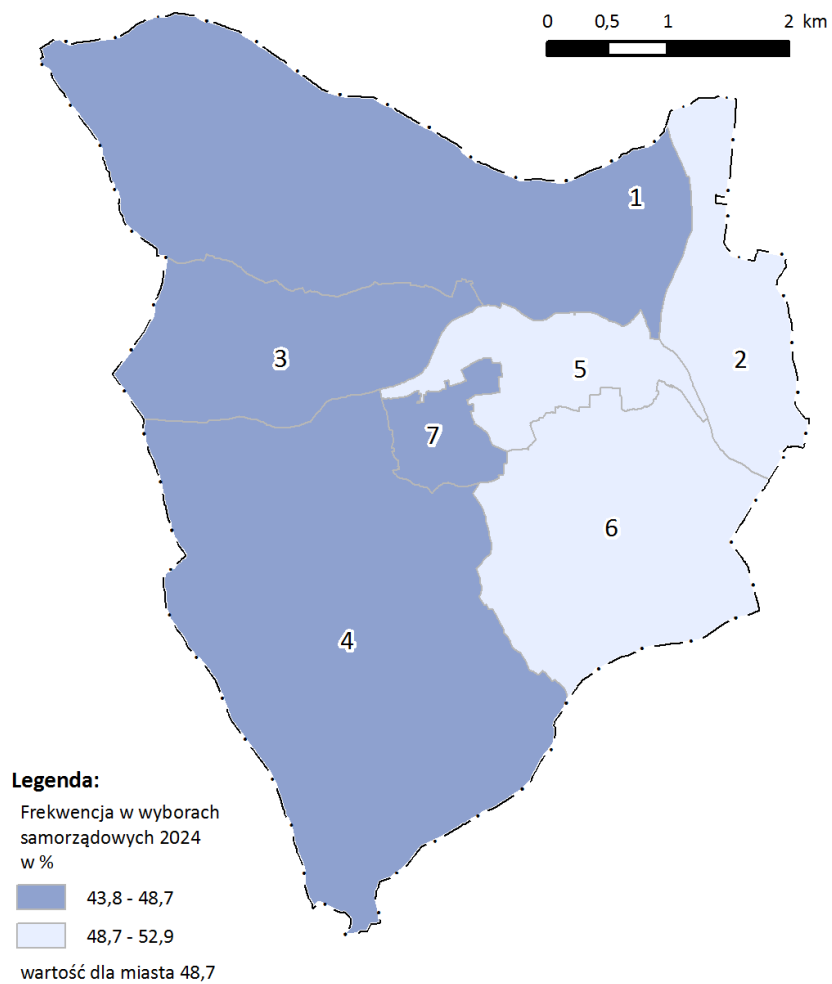 0 0,5 1 2 km
1
2
3
5
7
6
4
Legenda:
Frekwencja w wyborach
samorządowych 2024
w %
43,8 - 48,7
48,7 - 52,9
wartość dla miasta 48,7